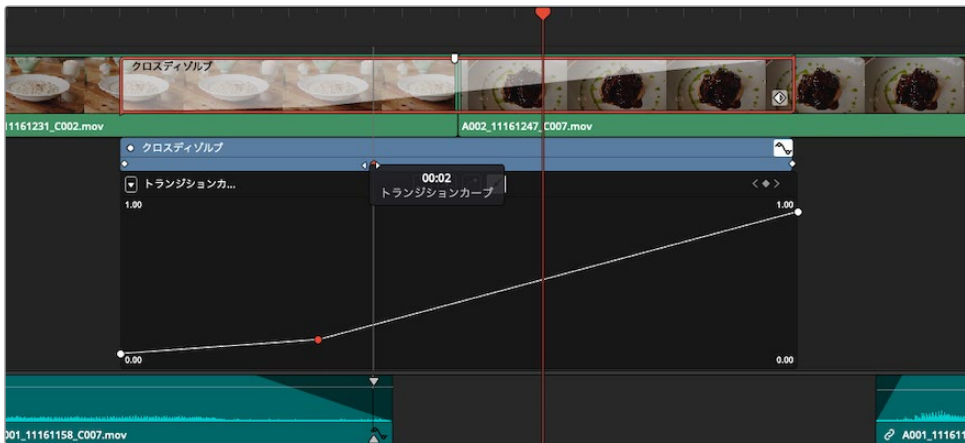 クロスディゾルブ
11161231_C002.mov
A002_11161247_C007.mov
クロスディゾルブ
00:02
トランジションカーブ
トランジションカ...
1.00
1.00
0.00
0.00
001_11161158_C007.mov
A001_11161